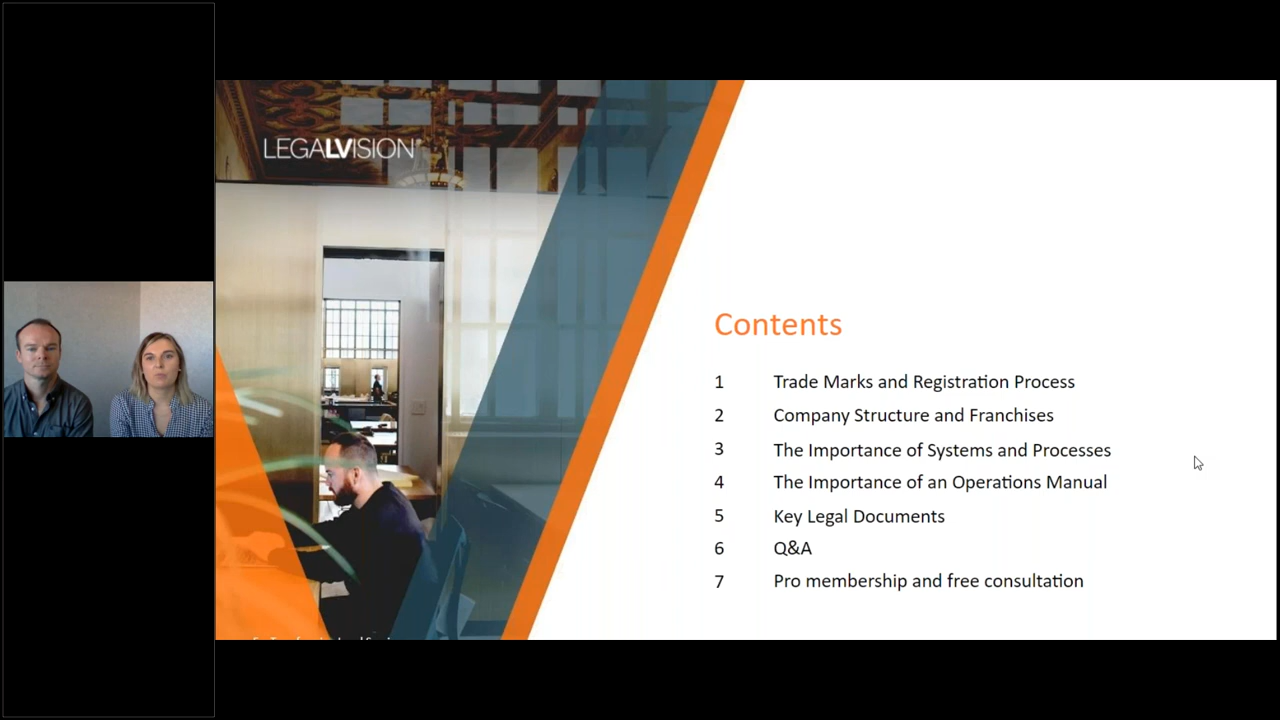 LEGALVISION
Contents
1 Trade Marks and Registration Process
2 Company Structure and Franchises
3 The Importance of Systems and Processes
4 The Importance of an Operations Manual
5 Key Legal Documents
6 Q&A
7 Pro membership and free consultation